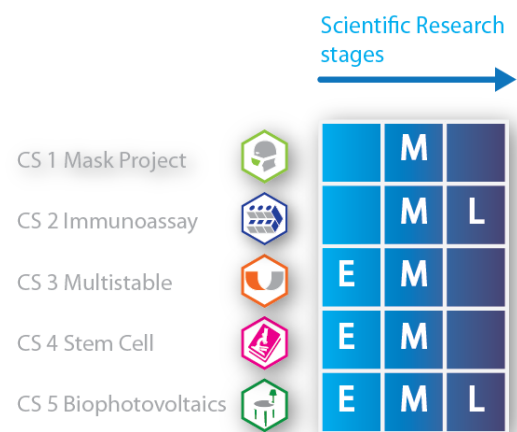 Scientific Research
stages
CS 1 Mask Project M
CS 2 Immunoassay M L
CS 3 Multistable E M
CS 4 Stem Cell E M
CS 5 Biophotovoltaics E M L